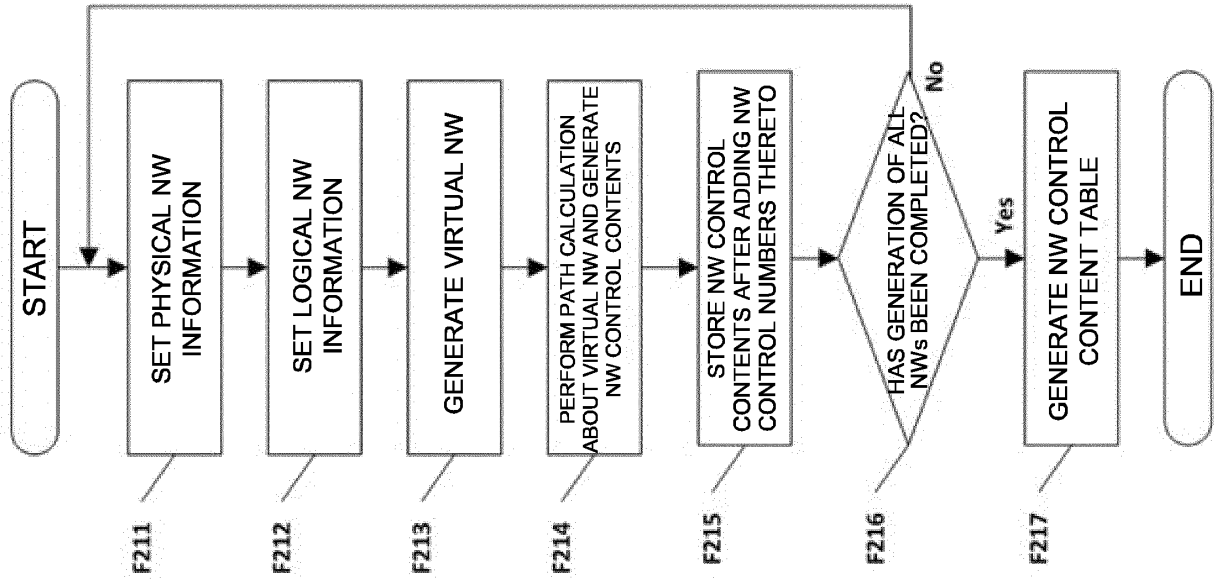 START
F211
SET PHYSICAL NW
INFORMATION
F212
SET LOGICAL NW
INFORMATION
F213
GENERATE VIRTUAL NW
F214
PERFORM PATH CALCULATION
ABOUT VIRTUAL NW AND GENERATE
NW CONTROL CONTENTS
F215
STORE NW CONTROL
CONTENTS AFTER ADDING NW
CONTROL NUMBERS THERETO
F216
HAS GENERATION OF ALL
NWs BEEN COMPLETED?
No
Yes
F217
GENERATE NW CONTROL
CONTENT TABLE
END